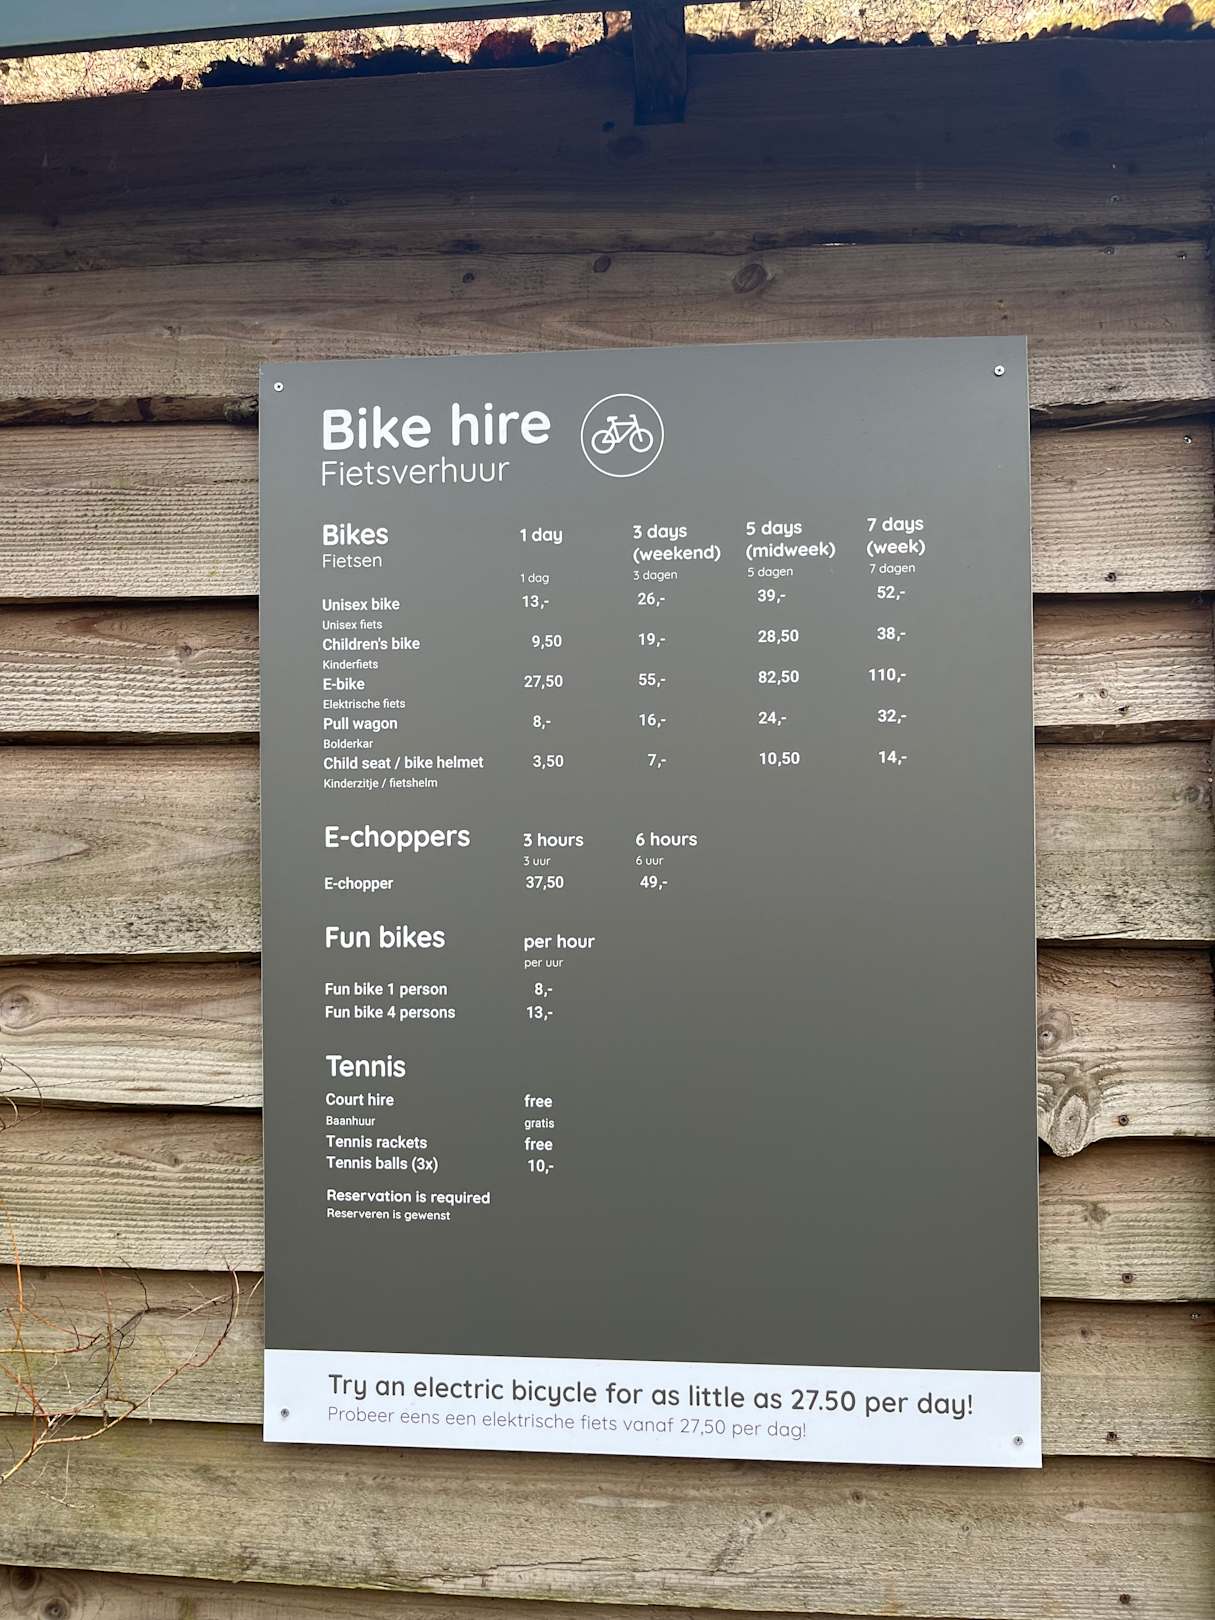 Bike hire
Fietsverhuur
Bikes 1 day 3 days (weekend) 5 days (midweek) 7 days (week)
Fietsen 1 dag 3 dagen 5 dagen 7 dagen
Unisex bike 13,- 26,- 39,- 52,-
Unisex fiets
Children's bike 9,50 19,- 28,50 38,-
Kinderfiets
E-bike 27,50 55,- 82,50 110,-
Elektrische fiets
Pull wagon 8,- 16,- 24,- 32,-
Bolderkar
Child seat / bike helmet 3,50 7,- 10,50 14,-
Kinderzitje / fietshelm
E-choppers 3 hours 6 hours
3 uur 6 uur
E-chopper 37,50 49,-
Fun bikes per hour
per uur
Fun bike 1 person 8,-
Fun bike 4 persons 13,-
Tennis
Court hire free
Baanhuur gratis
Tennis rackets free
Tennis balls (3x) 10,-
Reservation is required
Reserveren is gewenst
Try an electric bicycle for as little as 27.50 per day!
Probeer eens een elektrische fiets vanaf 27,50 per dag!